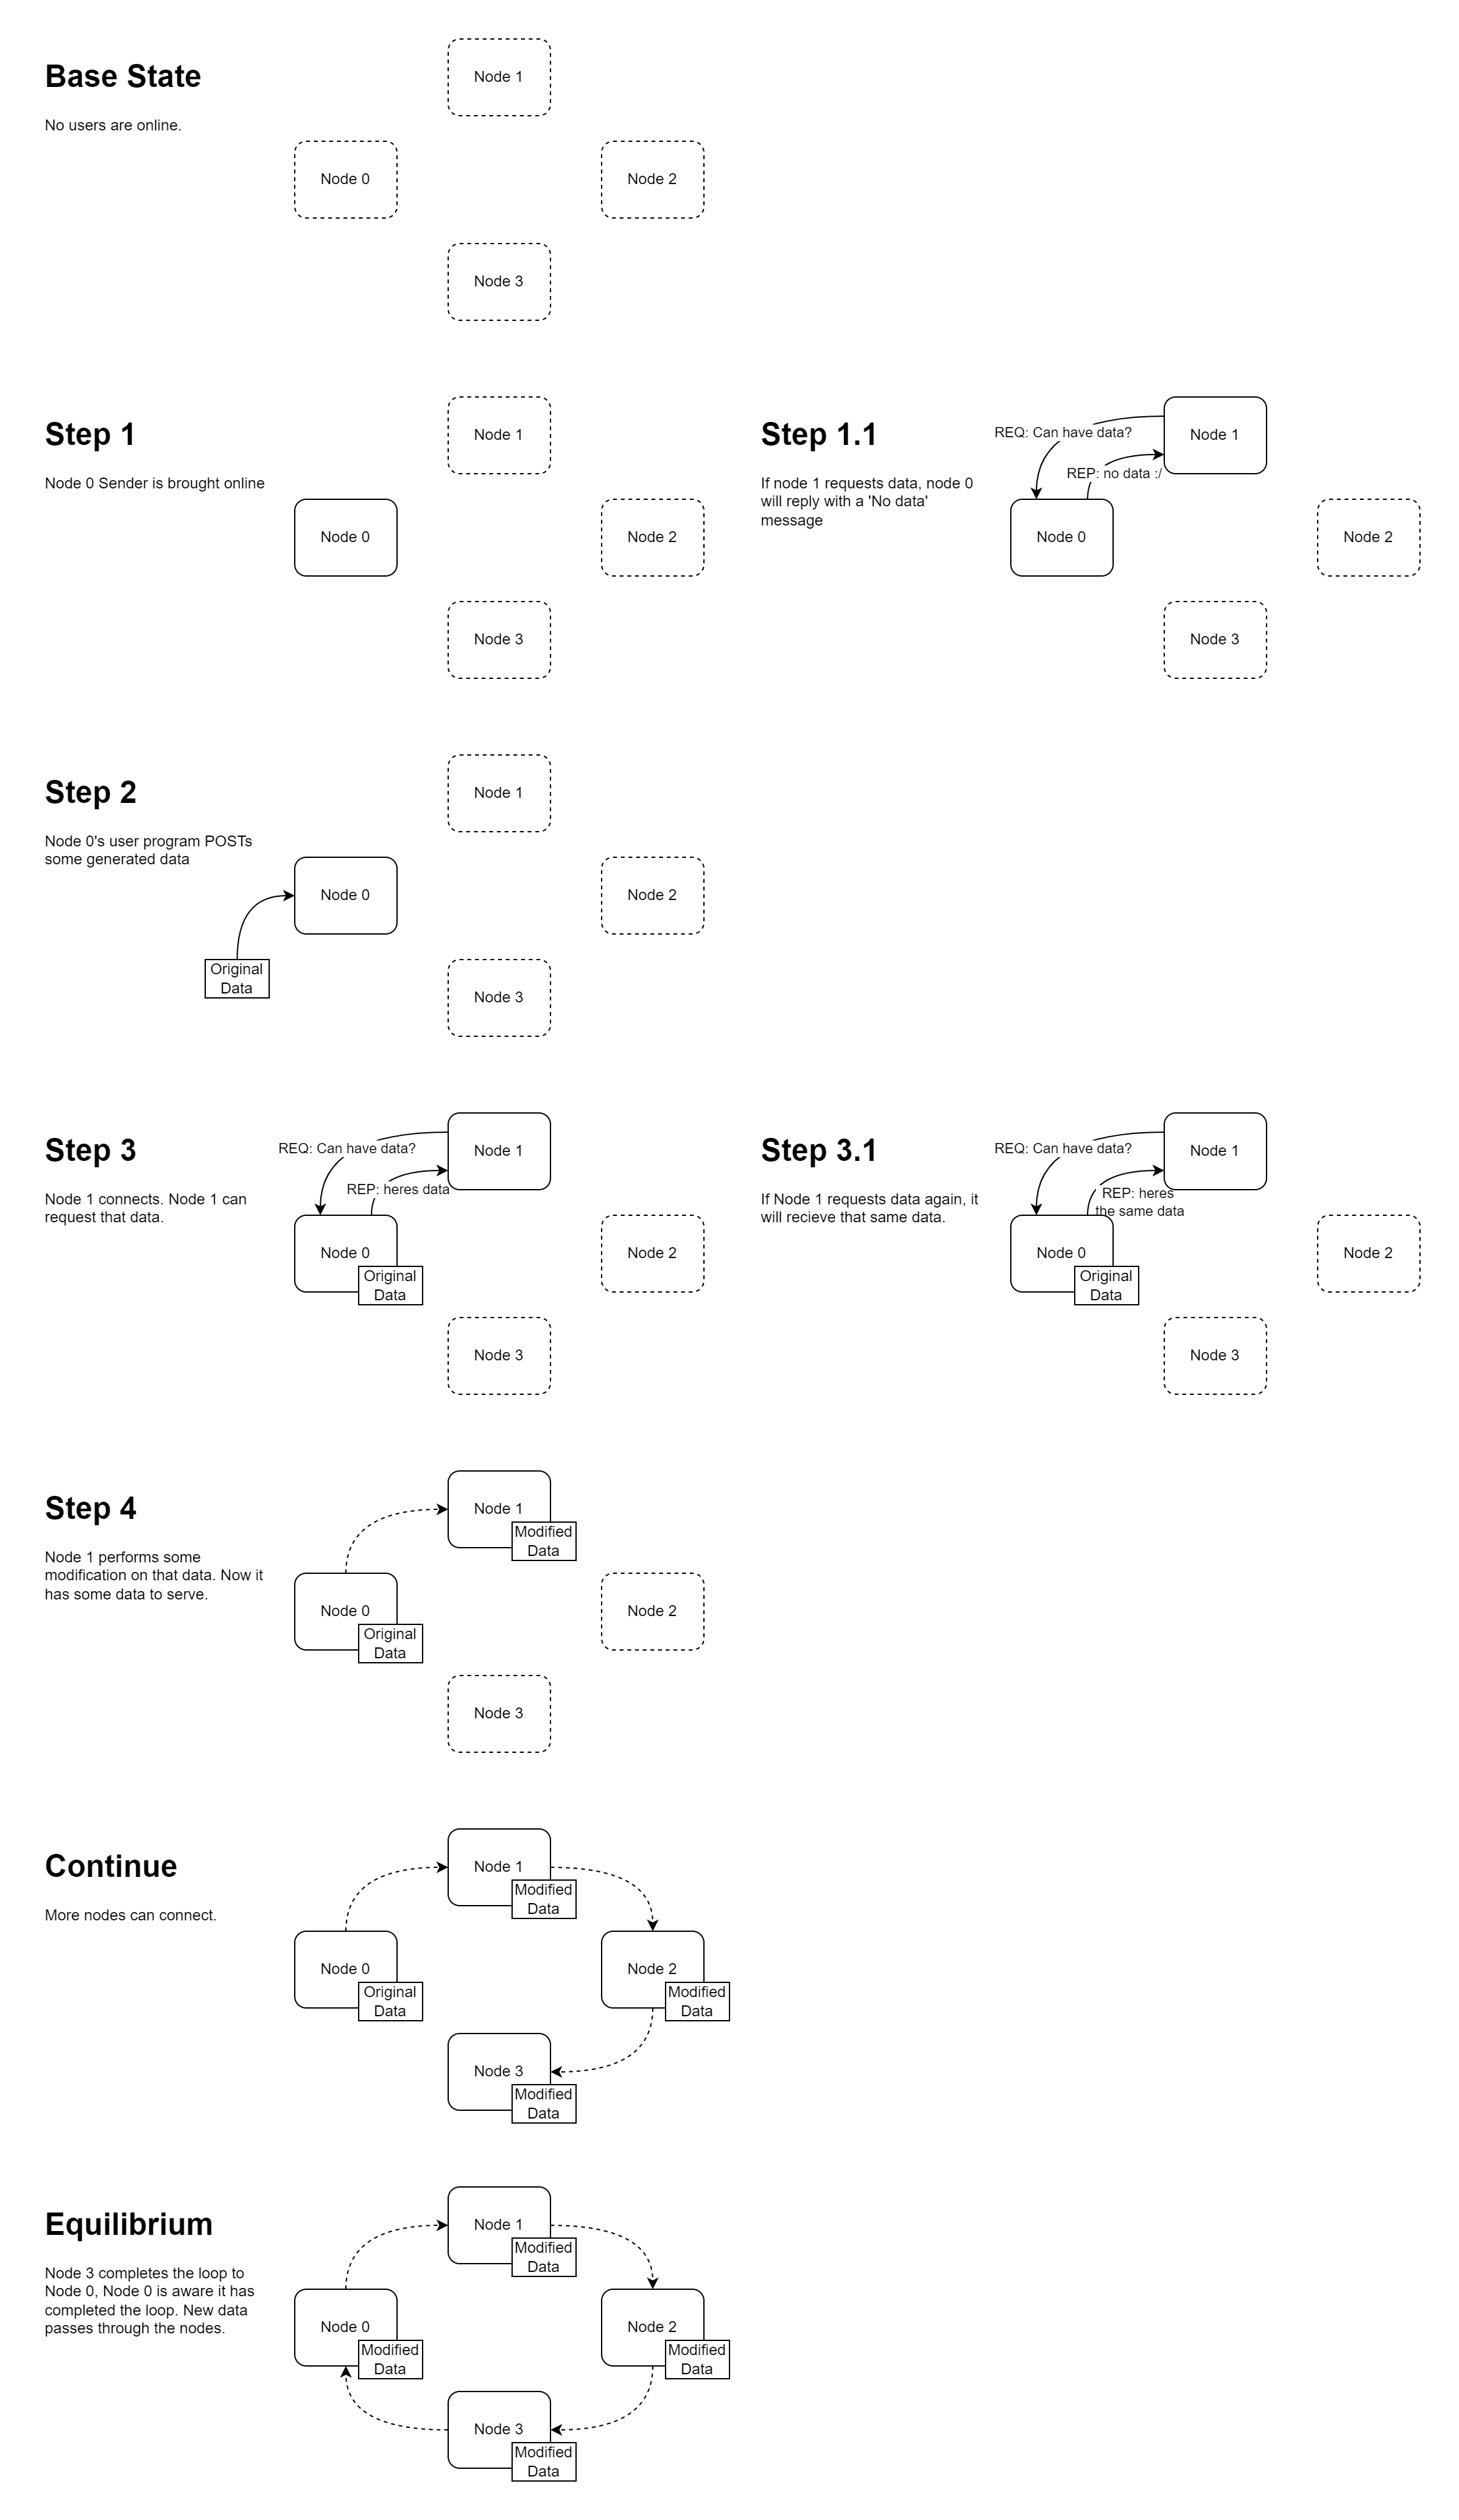 Base State
No users are online.
Node 1
Node 0
Node 2
Node 3
Step 1
Node 0 Sender is brought online
Node 1
Node 0
Node 2
Node 3
Step 1.1
If node 1 requests data, node 0
will reply with a 'No data'
message
REQ: Can have data?
REP: no data :/
Node 1
Node 0
Node 2
Node 3
Step 2
Node 0's user program POSTs
some generated data
Node 1
Node 0
Node 2
Original
Data
Node 3
Step 3
Node 1 connects. Node 1 can
request that data.
REQ: Can have data?
REP: heres data
Node 1
Node 0
Original
Data
Node 2
Node 3
Step 3.1
If Node 1 requests data again, it
will recieve that same data.
REQ: Can have data?
REP: heres
the same data
Node 1
Node 0
Original
Data
Node 2
Node 3
Step 4
Node 1 performs some
modification on that data. Now it
has some data to serve.
Node 1
Modified
Data
Node 0
Original
Data
Node 2
Node 3
Continue
More nodes can connect.
Node 1
Modified
Data
Node 0
Original
Data
Node 2
Modified
Data
Node 3
Modified
Data
Equilibrium
Node 3 completes the loop to
Node 0, Node 0 is aware it has
completed the loop. New data
passes through the nodes.
Node 1
Modified
Data
Node 0
Modified
Data
Node 2
Modified
Data
Node 3
Modified
Data